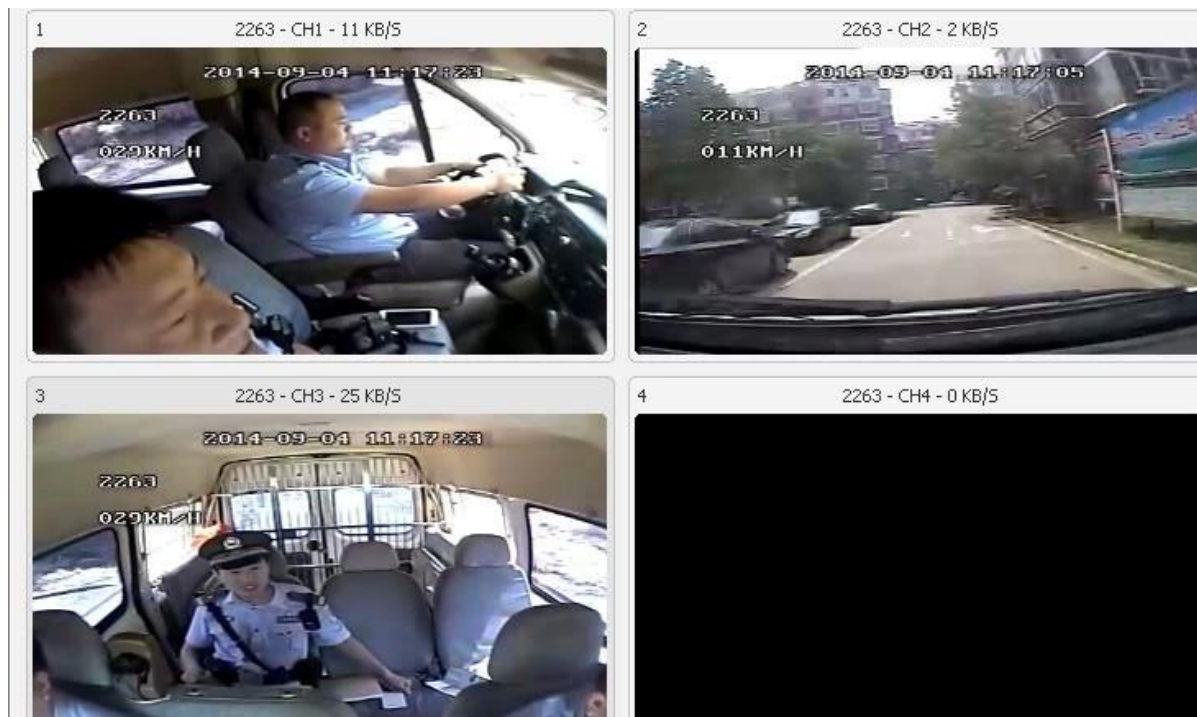 1
2263 - CH1 - 11 KB/S
2014-09-04 11:17:23
2263
029KM/H
2
2263 - CH2 - 2 KB/S
2014-09-04 11:17:05
2263
011KM/H
3
2263 - CH3 - 25 KB/S
2014-09-04 11:17:23
2263
029KM/H
4
2263 - CH4 - 0 KB/S